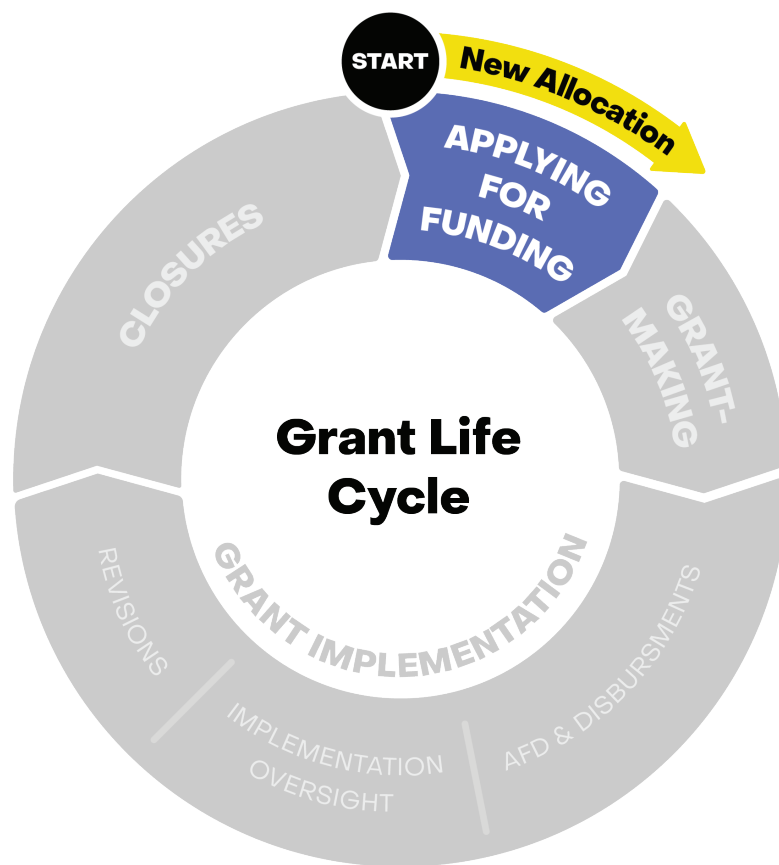 START
New Allocation
APPLYING
FOR
FUNDING
GRANT-
MAKING
CLOSURES
Grant Life
Cycle
GRANT IMPLEMENTATION
REVISIONS
IMPLEMENTATION
OVERSIGHT
AFD & DISBURSMENTS